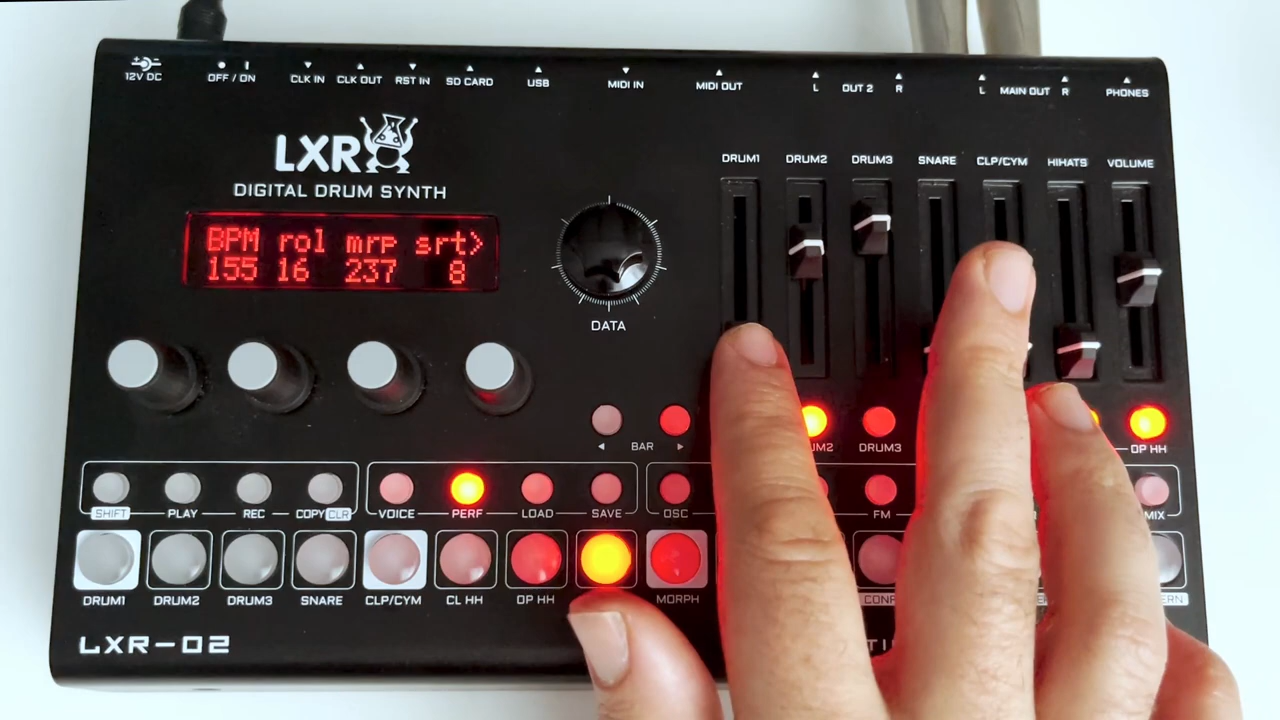 12V DC
OFF / ON
CLK IN
CLK OUT
RST IN
SD CARD
USB
MIDI IN
MIDI OUT
L OUT 2 R
L MAIN OUT R
PHONES
LXR
DIGITAL DRUM SYNTH
DRUM1 DRUM2 DRUM3 SNARE CLP/CYM HIHATS VOLUME
BPM rol mrp srt>
155 16 237 8
DATA
BAR
DRUM3
OP HH
SHIFT PLAY REC COPY CLR
VOICE PERF LOAD SAVE
OSC FM MIX
DRUM1 DRUM2 DRUM3 SNARE CLP/CYM CL HH OP HH MORPH
LXR-02